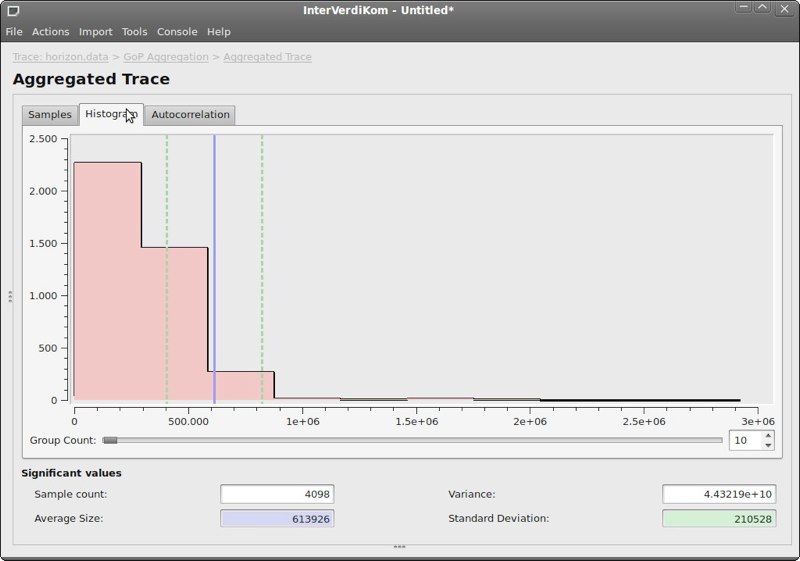 InterVerdiKom - Untitled*
File Actions Import Tools Console Help
Trace: horizon.data > GoP Aggregation > Aggregated Trace
Aggregated Trace
Samples Histogram Autocorrelation
2.500
2.000
1.500
1.000
500
0
0 500.000 1e+06 1.5e+06 2e+06 2.5e+06 3e+06
Group Count: 10
Significant values
Sample count: 4098 Variance: 4.43219e+10
Average Size: 613926 Standard Deviation: 210528